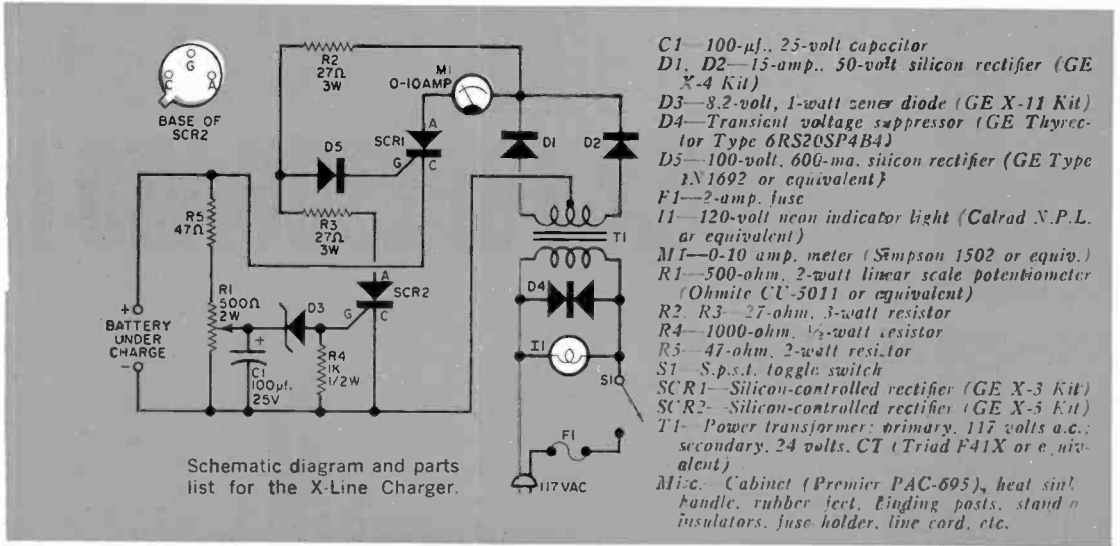 R2
27Ω
3W
M1
0-10AMP
G
C
A
BASE OF
SCR2
A
SCR1
D5
G
C
D1
D2
R5
47Ω
R3
27Ω
3W
T1
A
SCR2
D4
R1
500Ω
2W
D3
G
C
+
BATTERY
UNDER
CHARGE
−
+
C1
100µf.
25V
R4
1K
1/2W
I1
S1
F1
Schematic diagram and parts
list for the X-Line Charger.
117VAC
C1—100-µf., 25-volt capacitor
D1, D2—15-amp., 50-volt silicon rectifier (GE
X-4 Kit)
D3—8.2-volt, 1-watt zener diode (GE X-11 Kit)
D4—Transient voltage suppressor (GE Thyrec-
tor Type 6RS20SP4B4)
D5—100-volt, 600-ma. silicon rectifier (GE Type
1N1692 or equivalent)
F1—2-amp. fuse
I1—120-volt neon indicator light (Calrad N.P.L.
or equivalent)
M1—0-10 amp. meter (Simpson 1502 or equiv.)
R1—500-ohm, 2-watt linear scale potentiometer
(Ohmite CU-5011 or equivalent)
R2, R3—27-ohm, 3-watt resistor
R4—1000-ohm, ½-watt resistor
R5—47-ohm, 2-watt resistor
S1—S.p.s.t. toggle switch
SCR1—Silicon-controlled rectifier (GE X-3 Kit)
SCR2—Silicon-controlled rectifier (GE X-5 Kit)
T1—Power transformer: primary, 117 volts a.c.;
secondary, 24 volts, CT (Triad F41X or equiv-
alent)
Misc.—Cabinet (Premier PAC-695), heat sink
handle, rubber feet, binding posts, stand
insulators, fuse holder, line cord, etc.